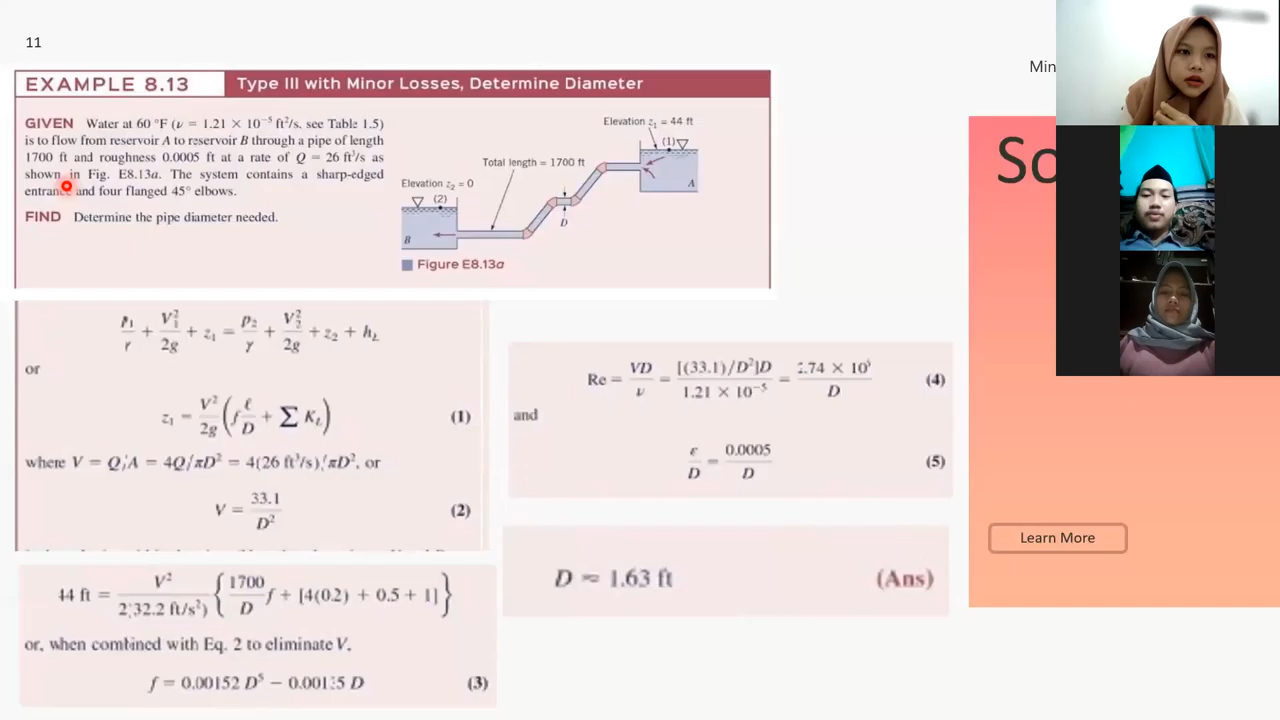 11
Min
EXAMPLE 8.13 Type III with Minor Losses, Determine Diameter
GIVEN Water at 60 °F (ν = 1.21 × 10⁻⁵ ft²/s, see Table 1.5)
is to flow from reservoir A to reservoir B through a pipe of length
1700 ft and roughness 0.0005 ft at a rate of Q = 26 ft³/s as
shown in Fig. E8.13a. The system contains a sharp-edged
entrance and four flanged 45° elbows.
FIND Determine the pipe diameter needed.
Elevation z₁ = 44 ft
(1)
Total length = 1700 ft
A
Elevation z₂ = 0
(2)
D
B
Figure E8.13a
p₁/γ + V₁²/2g + z₁ = p₂/γ + V₂²/2g + z₂ + h_L
or
z₁ = V²/2g (f ℓ/D + ∑ K_L) (1)
where V = Q/A = 4Q/πD² = 4(26 ft³/s)/πD², or
V = 33.1/D² (2)
44 ft = V²/2(32.2 ft/s²) {1700/D f + [4(0.2) + 0.5 + 1]}
or, when combined with Eq. 2 to eliminate V,
f = 0.00152 D⁵ − 0.00135 D (3)
Re = VD/ν = [(33.1)/D²]D/1.21 × 10⁻⁵ = 2.74 × 10⁶/D (4)
and
ε/D = 0.0005/D (5)
D ≈ 1.63 ft (Ans)
So
Learn More